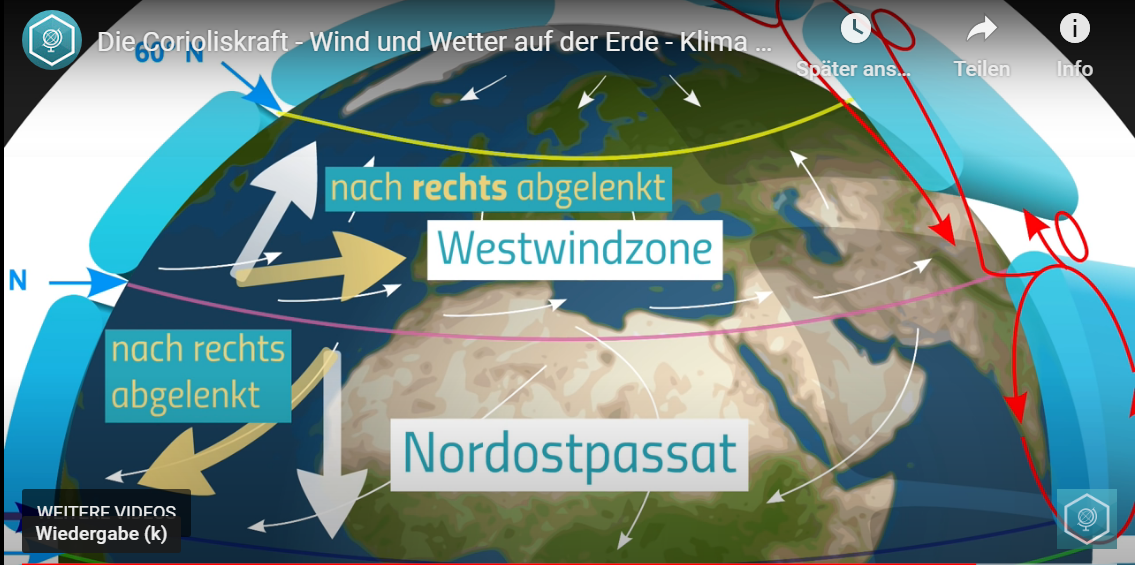 Die Corioliskraft - Wind und Wetter auf der Erde - Klima ...
60° N
Später ans...
Teilen
Info
nach rechts abgelenkt
Westwindzone
N
nach rechts
abgelenkt
Nordostpassat
WEITERE VIDEOS
Wiedergabe (k)